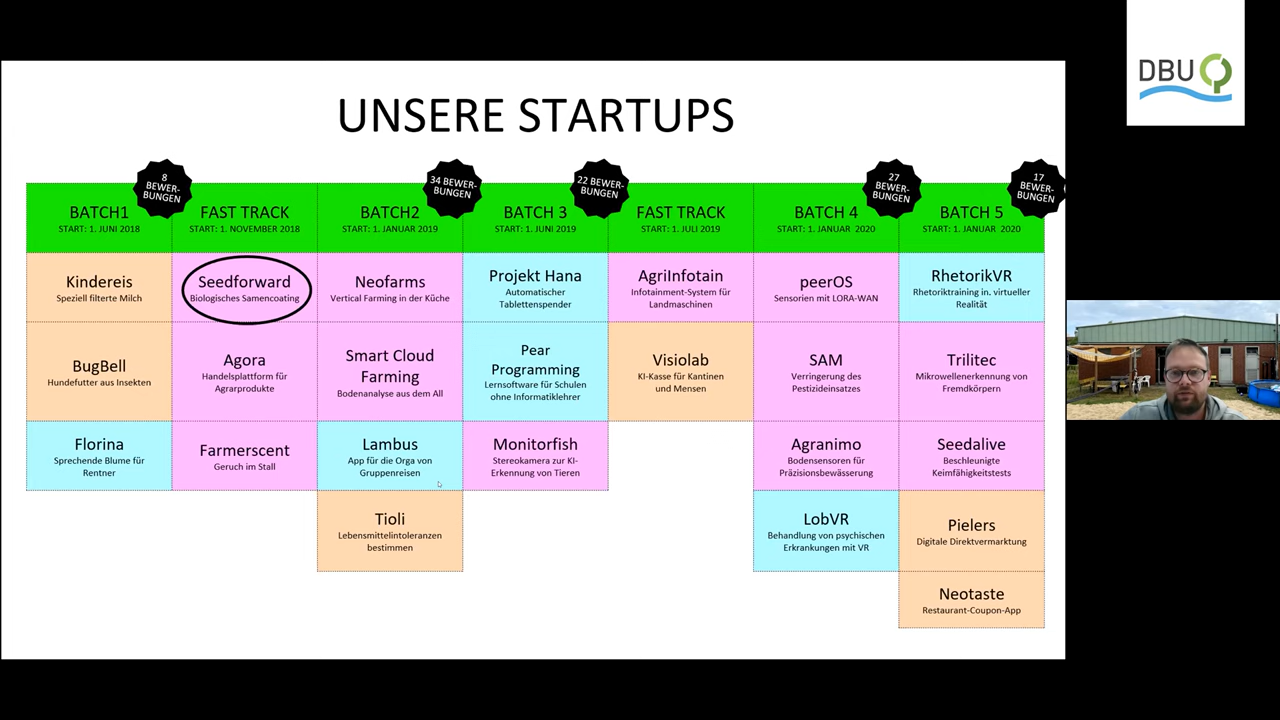 DBU
UNSERE STARTUPS
8
BEWER-
BUNGEN
34 BEWER-
BUNGEN
22 BEWER-
BUNGEN
27
BEWER-
BUNGEN
17
BEWER-
BUNGEN
BATCH1
START: 1. JUNI 2018
FAST TRACK
START: 1. NOVEMBER 2018
BATCH2
START: 1. JANUAR 2019
BATCH 3
START: 1. JUNI 2019
FAST TRACK
START: 1. JULI 2019
BATCH 4
START: 1. JANUAR 2020
BATCH 5
START: 1. JANUAR 2020
Kindereis
Speziell filterte Milch
Seedforward
Biologisches Samencoating
Neofarms
Vertical Farming in der Küche
Projekt Hana
Automatischer
Tablettenspender
AgriInfotain
Infotainment-System für
Landmaschinen
peerOS
Sensorien mit LORA-WAN
RhetorikVR
Rhetoriktraining in. virtueller
Realität
BugBell
Hundefutter aus Insekten
Agora
Handelsplattform für
Agrarprodukte
Smart Cloud
Farming
Bodenanalyse aus dem All
Pear
Programming
Lernsoftware für Schulen
ohne Informatiklehrer
Visiolab
KI-Kasse für Kantinen
und Mensen
SAM
Verringerung des
Pestizideinsatzes
Trilitec
Mikrowellenerkennung von
Fremdkörpern
Florina
Sprechende Blume für
Rentner
Farmerscent
Geruch im Stall
Lambus
App für die Orga von
Gruppenreisen
Monitorfish
Stereokamera zur KI-
Erkennung von Tieren
Agranimo
Bodensensoren für
Präzisionsbewässerung
Seedalive
Beschleunigte
Keimfähigkeitstests
Tioli
Lebensmittelintoleranzen
bestimmen
LobVR
Behandlung von psychischen
Erkrankungen mit VR
Pielers
Digitale Direktvermarktung
Neotaste
Restaurant-Coupon-App